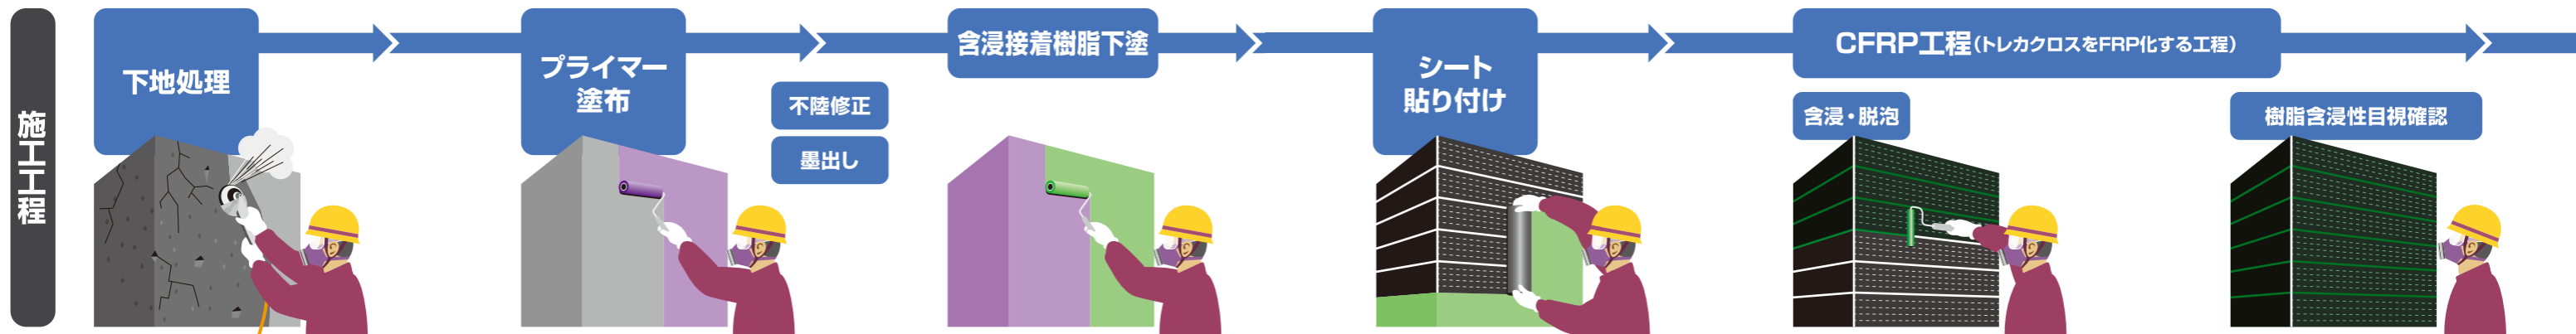 施工工程
下地処理
プライマー
塗布
不陸修正
墨出し
含浸接着樹脂下塗
シート
貼り付け
CFRP工程(トレカクロスをFRP化する工程)
含浸・脱泡
樹脂含浸性目視確認